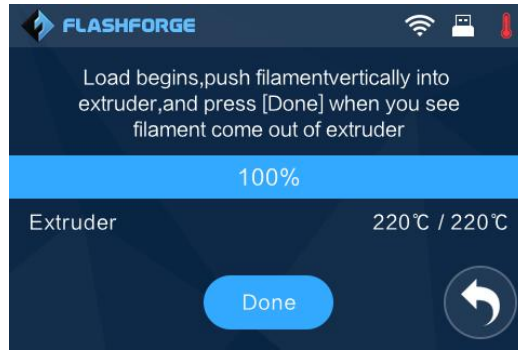 FLASHFORGE
Load begins,push filamentvertically into
extruder,and press [Done] when you see
filament come out of extruder
100%
Extruder 220℃ / 220℃
Done